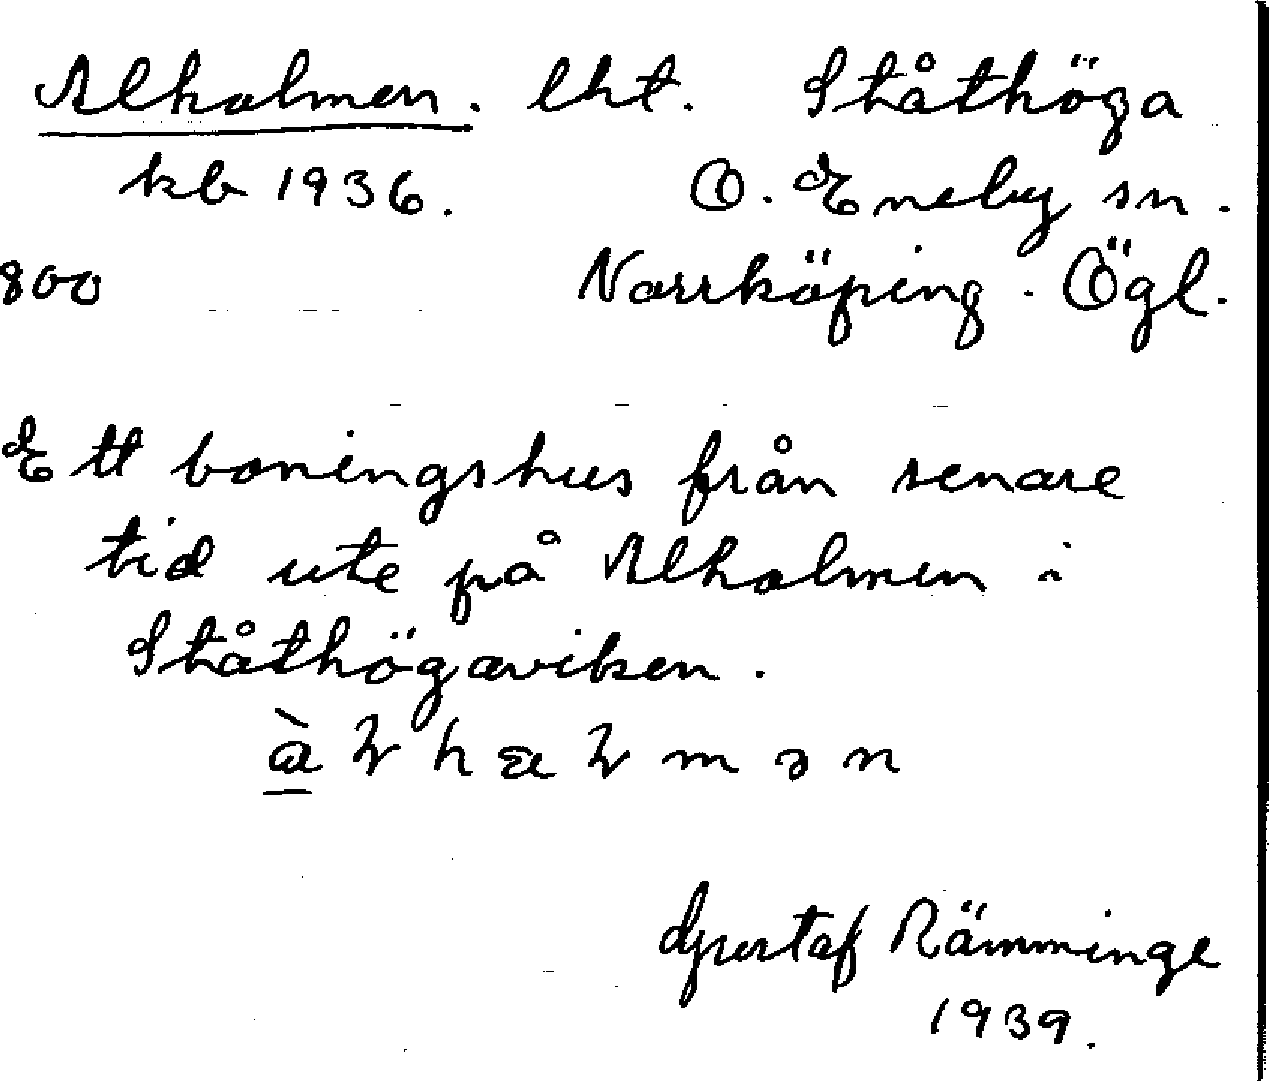 Alholmen. lht. Ståthöga
kb 1936. Ö. Eneby sn.
800 Norrköping. Ögl.
Ett boningshus från senare
tid ute på Alholmen i
Ståthögaviken.
Gustaf Rämminge
1939.